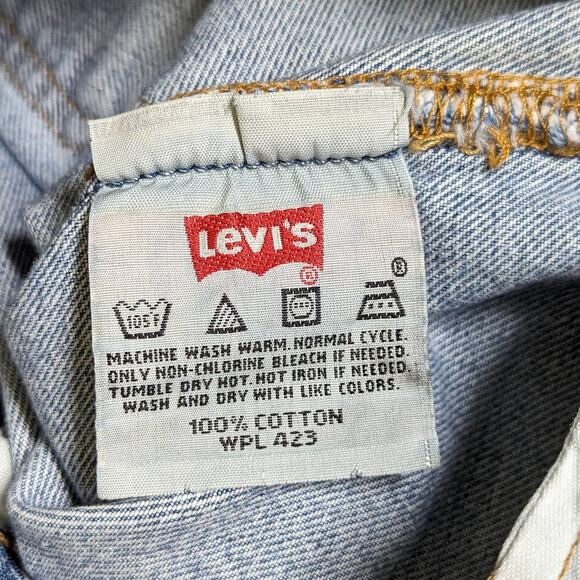 Levi's
®
®
105
MACHINE WASH WARM. NORMAL CYCLE.
ONLY NON-CHLORINE BLEACH IF NEEDED.
TUMBLE DRY HOT. HOT IRON IF NEEDED.
WASH AND DRY WITH LIKE COLORS.
100% COTTON
WPL 423